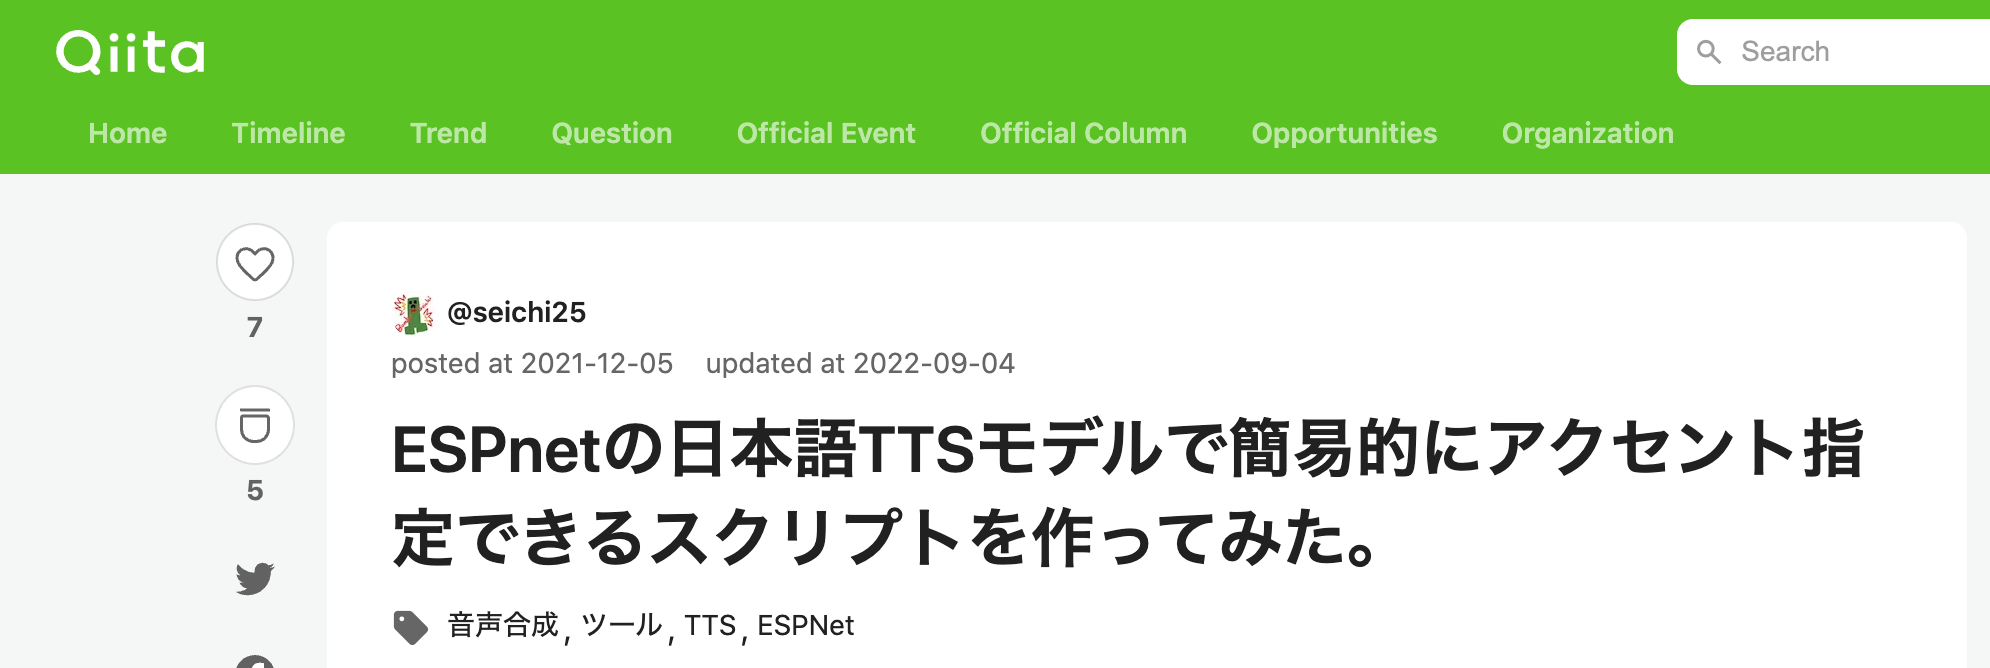 Qiita
Search
Home Timeline Trend Question Official Event Official Column Opportunities Organization
7
5
@seichi25
posted at 2021-12-05 updated at 2022-09-04
ESPnetの日本語TTSモデルで簡易的にアクセント指
定できるスクリプトを作ってみた。
音声合成, ツール, TTS, ESPNet